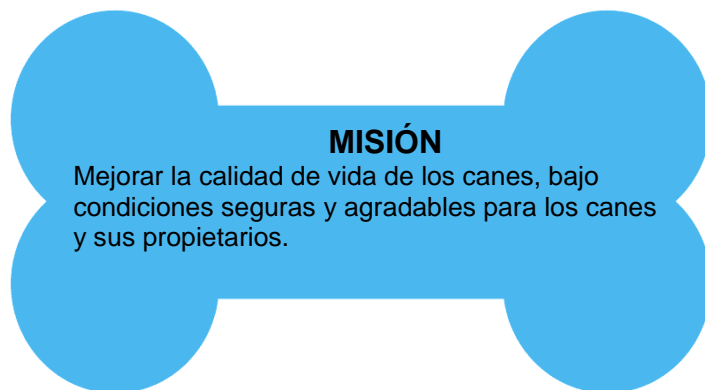 MISIÓN
Mejorar la calidad de vida de los canes, bajo
condiciones seguras y agradables para los canes
y sus propietarios.